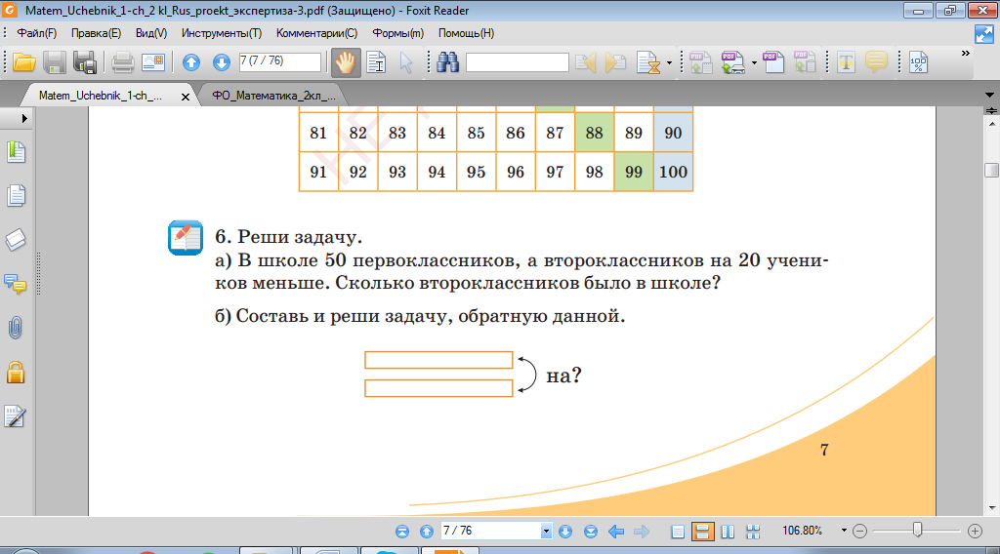 Matem_Uchebnik_1-ch_2 kl_Rus_proekt_экспертиза-3.pdf (Защищено) - Foxit Reader
Файл(F) Правка(E) Вид(V) Инструменты(T) Комментарии(C) Формы(m) Помощь(H)
7 (7 / 76)
Matem_Uchebnik_1-ch_... ФО_Математика_2кл_...
81 82 83 84 85 86 87 88 89 90
91 92 93 94 95 96 97 98 99 100
6. Реши задачу.
а) В школе 50 первоклассников, а второклассников на 20 учени-
ков меньше. Сколько второклассников было в школе?
б) Составь и реши задачу, обратную данной.
на?
7
7 / 76 106.80%